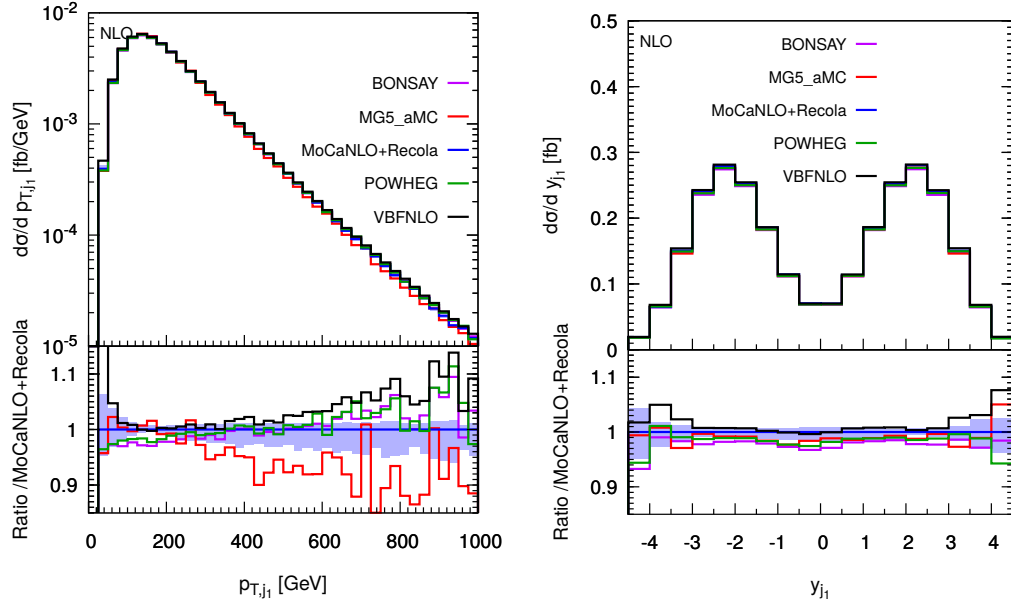 10^-2
NLO
BONSAY
MG5_aMC
MoCaNLO+Recola
POWHEG
VBFNLO
10^-3
10^-4
10^-5
dσ/d p_T,j1 [fb/GeV]
1.1
1
0.9
Ratio /MoCaNLO+Recola
0 200 400 600 800 1000
p_T,j1 [GeV]
0.5
NLO
BONSAY
MG5_aMC
MoCaNLO+Recola
POWHEG
VBFNLO
0.4
0.3
0.2
0.1
0
dσ/d y_j1 [fb]
1.1
1
0.9
Ratio /MoCaNLO+Recola
-4 -3 -2 -1 0 1 2 3 4
y_j1